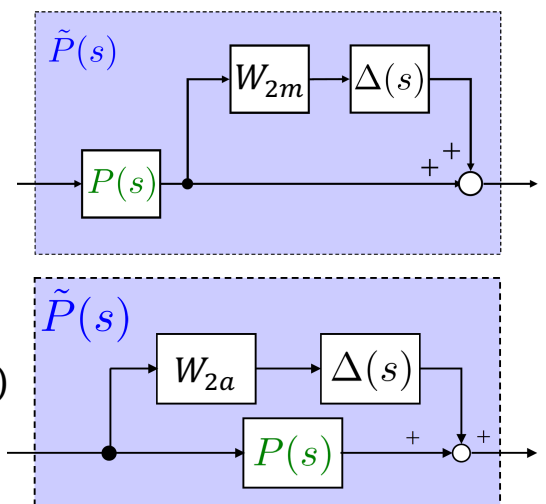 P̃(s)
W₂ₘ
Δ(s)
+
+
P(s)
P̃(s)
W₂ₐ
Δ(s)
)
+
+
P(s)